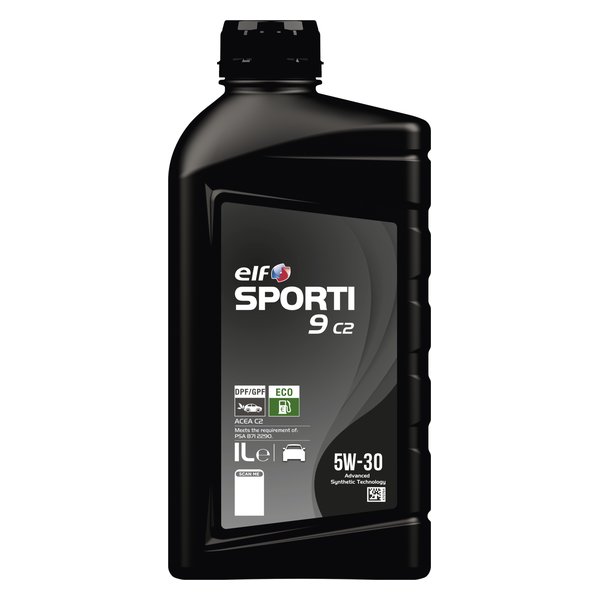 elf
SPORTI
9 C2
DPF/GPF
ECO
ACEA C2
Meets the requirement of:
PSA B71 2290.
1L e
SCAN ME
5W-30
Advanced
Synthetic Technology